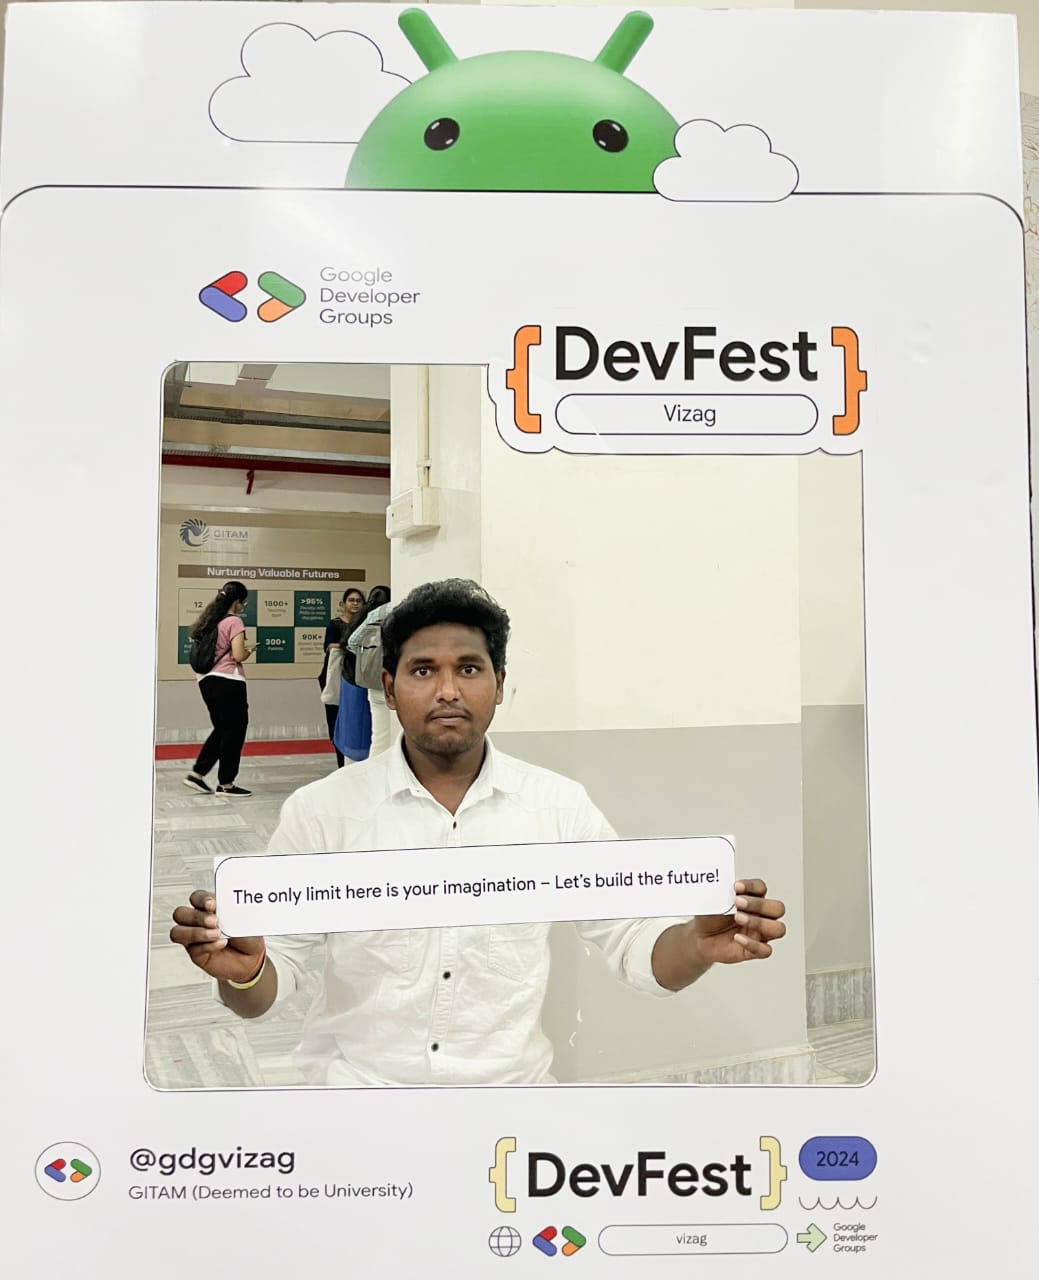 Google
Developer
Groups
DevFest
Vizag
GITAM
Nurturing Valuable Futures
12
1800+
>95%
300+
90K+
The only limit here is your imagination – Let's build the future!
@gdgvizag
GITAM (Deemed to be University)
DevFest
2024
vizag
Google
Developer
Groups